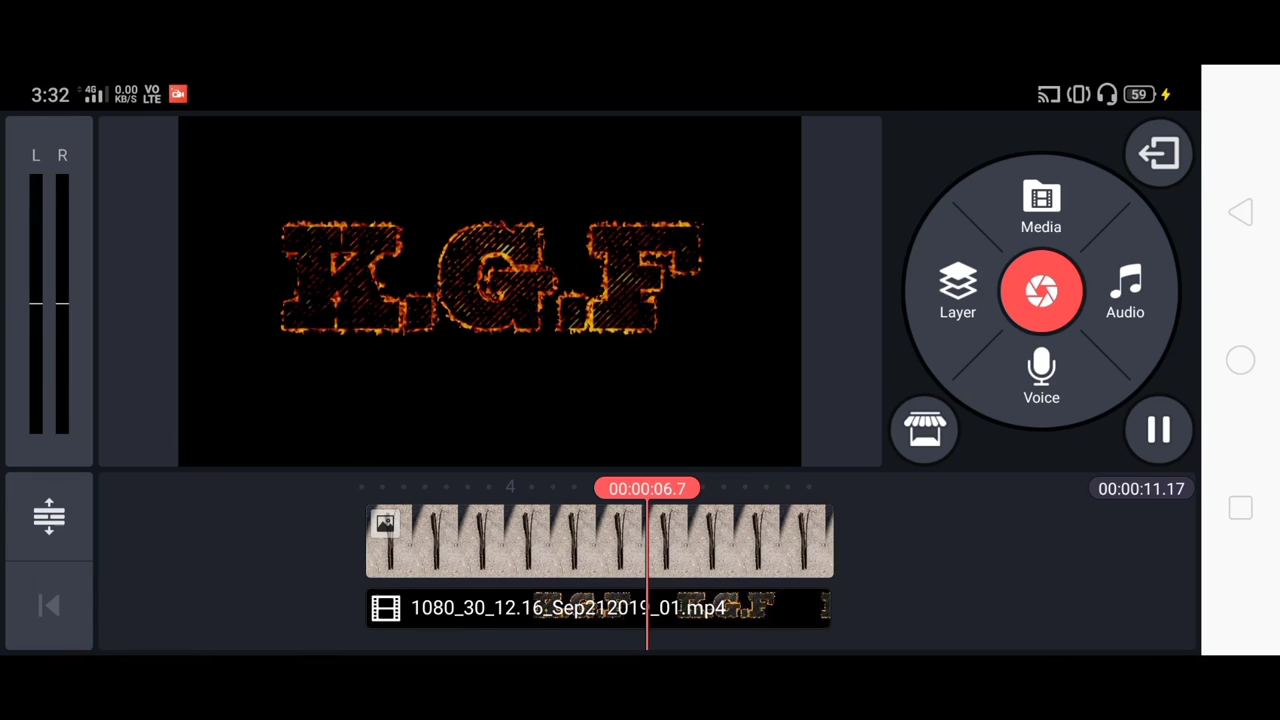 3:32 4G 0.00 KB/S VO LTE 59
L R
K.G.F
Media
Layer
Audio
Voice
4
00:00:06.7
00:00:11.17
1080_30_12.16_Sep212019_01.mp4